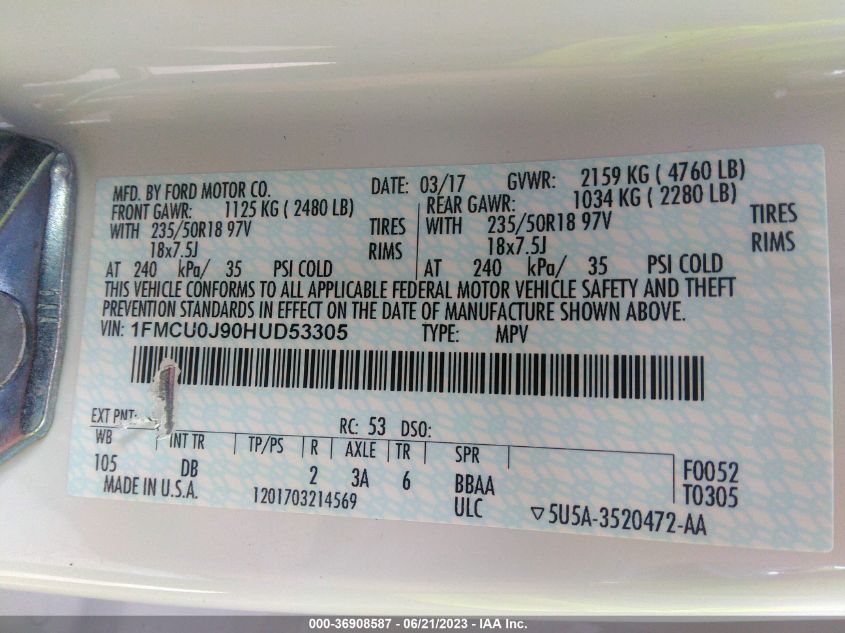 MFD. BY FORD MOTOR CO. DATE: 03/17 GVWR: 2159 KG ( 4760 LB)
FRONT GAWR: 1125 KG ( 2480 LB) REAR GAWR: 1034 KG ( 2280 LB)
WITH 235/50R18 97V TIRES WITH 235/50R18 97V TIRES
18x7.5J RIMS 18x7.5J RIMS
AT 240 kPa/ 35 PSI COLD AT 240 kPa/ 35 PSI COLD
THIS VEHICLE CONFORMS TO ALL APPLICABLE FEDERAL MOTOR VEHICLE SAFETY AND THEFT
PREVENTION STANDARDS IN EFFECT ON THE DATE OF MANUFACTURE SHOWN ABOVE.
VIN: 1FMCU0J90HUD53305 TYPE: MPV
EXT PNT: RC: 53 DSO:
WB INT TR TP/PS R AXLE TR SPR
105 DB 2 3A 6 BBAA F0052
MADE IN U.S.A. 1201703214569 ULC T0305
▽5U5A-3520472-AA
000-36908587 - 06/21/2023 - IAA Inc.